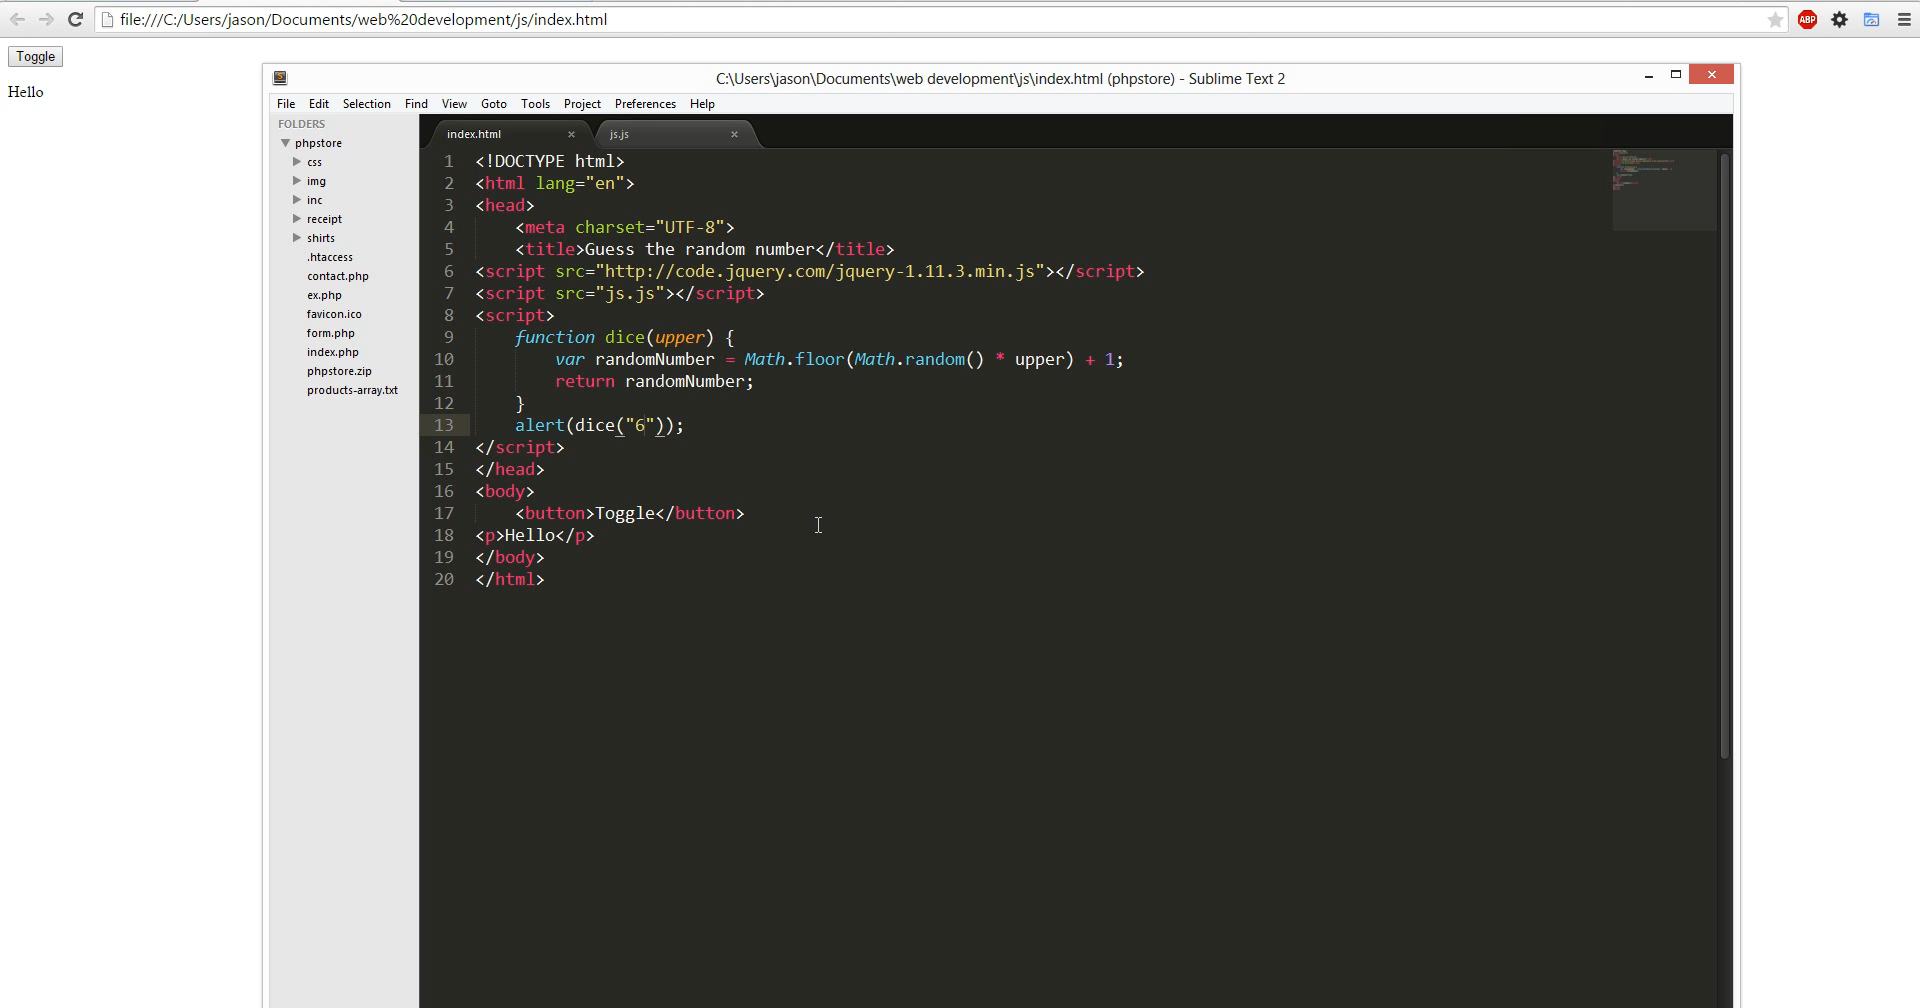 file:///C:/Users/jason/Documents/web%20development/js/index.html
ABP
Toggle
Hello
C:\Users\jason\Documents\web development\js\index.html (phpstore) - Sublime Text 2
File Edit Selection Find View Goto Tools Project Preferences Help
FOLDERS
phpstore
css
img
inc
receipt
shirts
.htaccess
contact.php
ex.php
favicon.ico
form.php
index.php
phpstore.zip
products-array.txt
index.html × js.js ×
1 <!DOCTYPE html>
2 <html lang="en">
3 <head>
4 <meta charset="UTF-8">
5 <title>Guess the random number</title>
6 <script src="http://code.jquery.com/jquery-1.11.3.min.js"></script>
7 <script src="js.js"></script>
8 <script>
9 function dice(upper) {
10 var randomNumber = Math.floor(Math.random() * upper) + 1;
11 return randomNumber;
12 }
13 alert(dice("6"));
14 </script>
15 </head>
16 <body>
17 <button>Toggle</button>
18 <p>Hello</p>
19 </body>
20 </html>